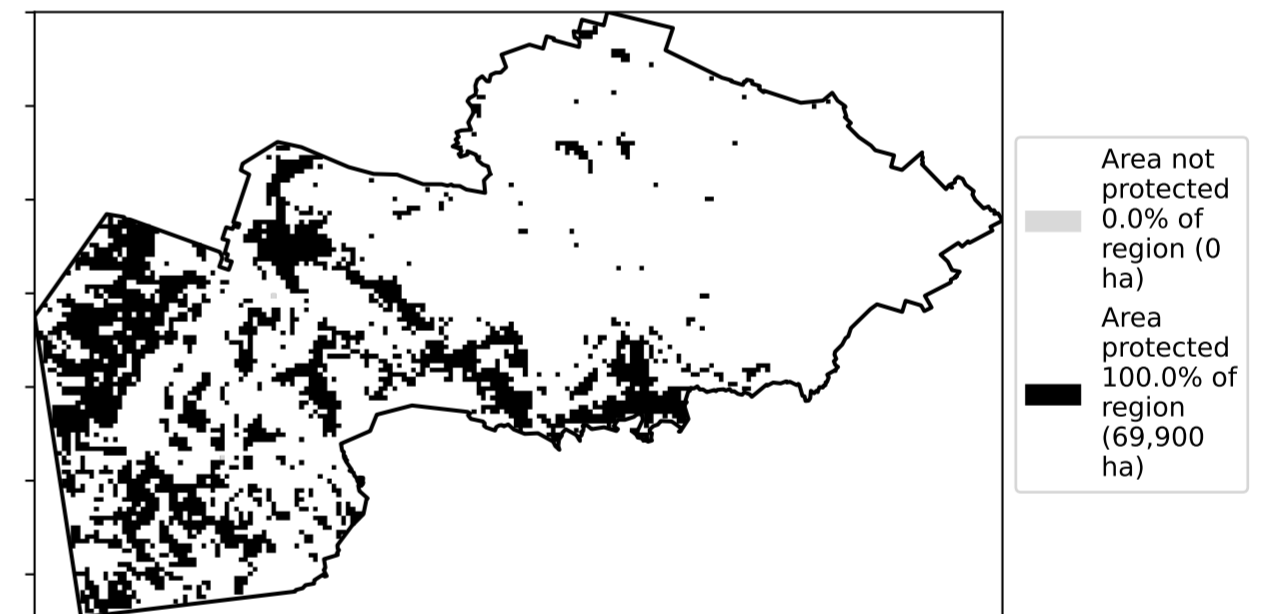 Area not
protected
0.0% of
region (0
ha)
Area
protected
100.0% of
region
(69,900
ha)